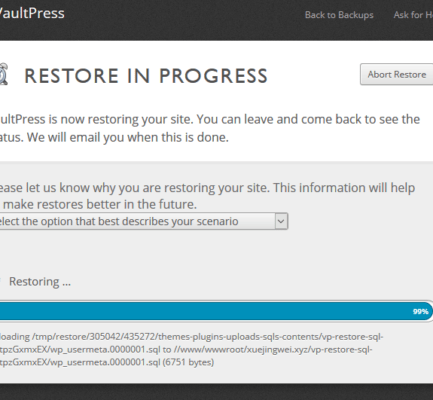 VaultPress
Back to Backups Ask for H
RESTORE IN PROGRESS
Abort Restore
aultPress is now restoring your site. You can leave and come back to see the
atus. We will email you when this is done.
ease let us know why you are restoring your site. This information will help
make restores better in the future.
elect the option that best describes your scenario
Restoring ...
99%
loading /tmp/restore/305042/435272/themes-plugins-uploads-sqls-contents/vp-restore-sql-
tpzGxmxEX/wp_usermeta.0000001.sql to //www/wwwroot/xuejingwei.xyz/vp-restore-sql-
tpzGxmxEX/wp_usermeta.0000001.sql (6751 bytes)